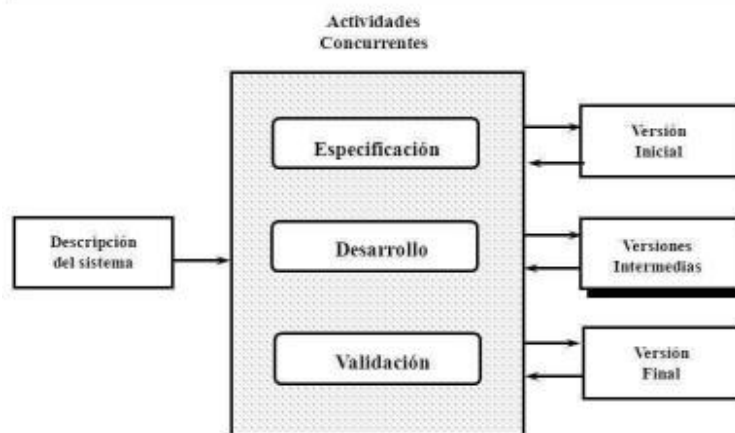 Actividades
Concurrentes
Descripción
del sistema
Especificación
Desarrollo
Validación
Versión
Inicial
Versiones
Intermedias
Versión
Final